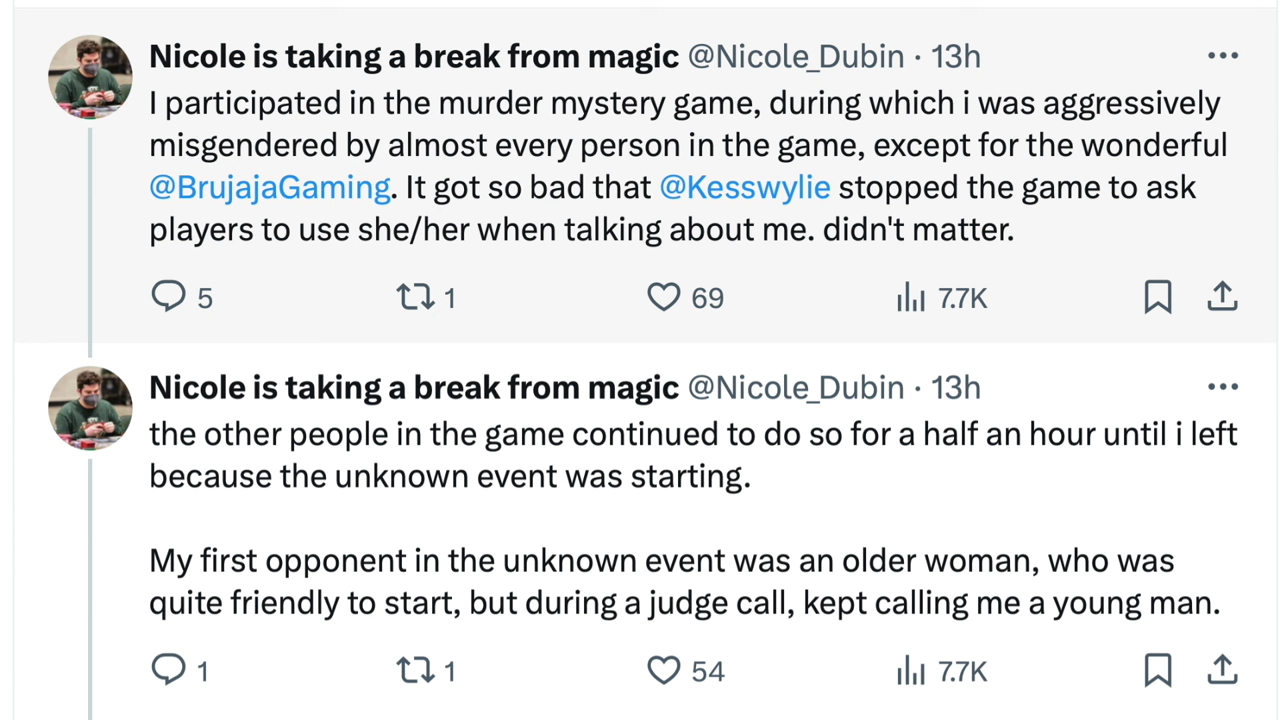 Nicole is taking a break from magic @Nicole_Dubin · 13h
I participated in the murder mystery game, during which i was aggressively
misgendered by almost every person in the game, except for the wonderful
@BrujajaGaming. It got so bad that @Kesswylie stopped the game to ask
players to use she/her when talking about me. didn't matter.
5 1 69 7.7K
Nicole is taking a break from magic @Nicole_Dubin · 13h
the other people in the game continued to do so for a half an hour until i left
because the unknown event was starting.
My first opponent in the unknown event was an older woman, who was
quite friendly to start, but during a judge call, kept calling me a young man.
1 1 54 7.7K